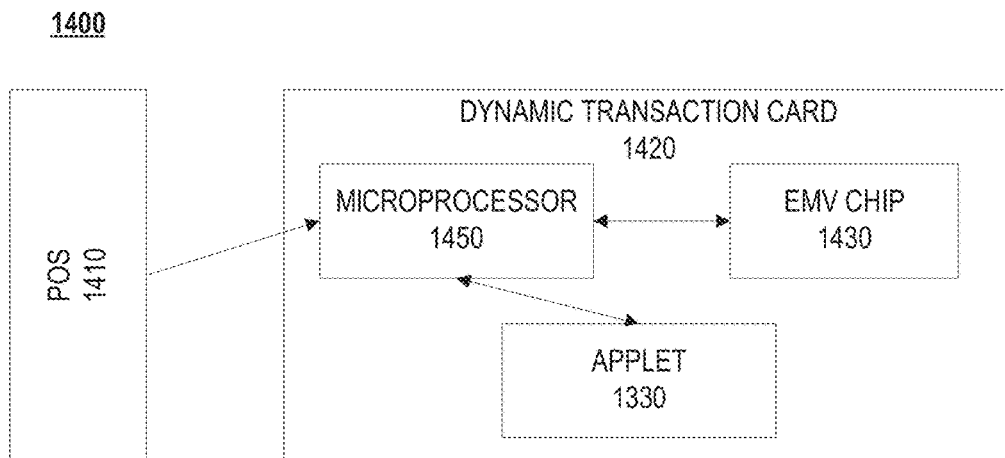 1400
DYNAMIC TRANSACTION CARD
1420
MICROPROCESSOR
1450
EMV CHIP
1430
POS
1410
APPLET
1330